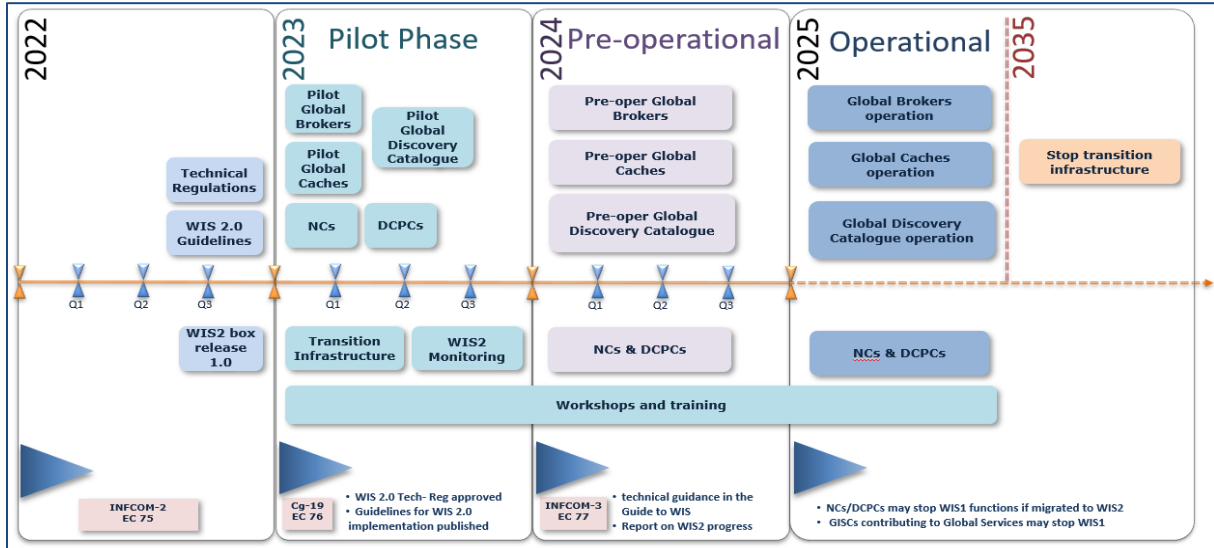 2022
2023
Pilot Phase
2024
Pre-operational
2025
Operational
2035
Technical
Regulations
WIS 2.0
Guidelines
Pilot
Global
Brokers
Pilot
Global
Discovery
Catalogue
Pilot
Global
Caches
NCs
DCPCs
Pre-oper Global
Brokers
Pre-oper Global
Caches
Pre-oper Global
Discovery Catalogue
Global Brokers
operation
Global Caches
operation
Global Discovery
Catalogue operation
Stop transition
infrastructure
Q1
Q2
Q3
Q1
Q2
Q3
Q1
Q2
Q3
WIS2 box
release
1.0
Transition
Infrastructure
WIS2
Monitoring
NCs & DCPCs
NCs & DCPCs
Workshops and training
INFCOM-2
EC 75
Cg-19
EC 76
• WIS 2.0 Tech- Reg approved
• Guidelines for WIS 2.0
implementation published
INFCOM-3
EC 77
• technical guidance in the
Guide to WIS
• Report on WIS2 progress
• NCs/DCPCs may stop WIS1 functions if migrated to WIS2
• GISCs contributing to Global Services may stop WIS1